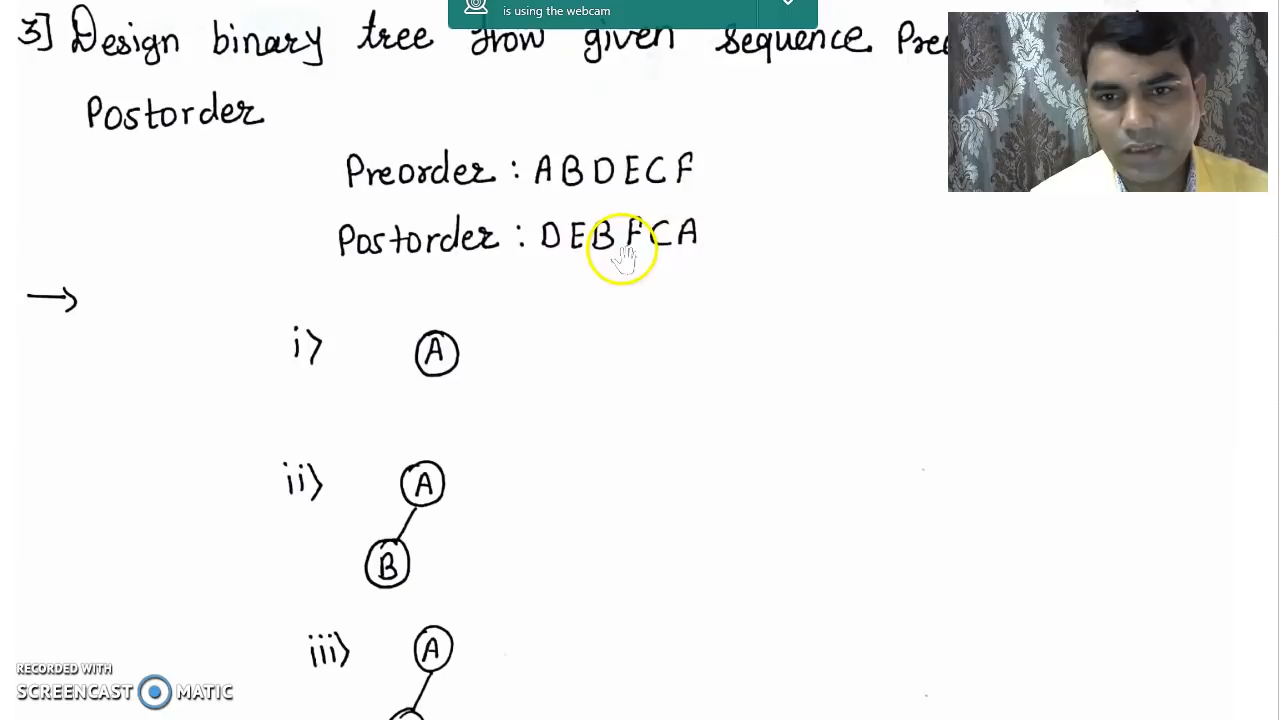 is using the webcam
3] Design binary tree from given sequence
Postorder
Preorder : A B D E C F
Postorder : D E B F C A
→
i) A
ii) A
B
iii) A
RECORDED WITH
SCREENCAST MATIC